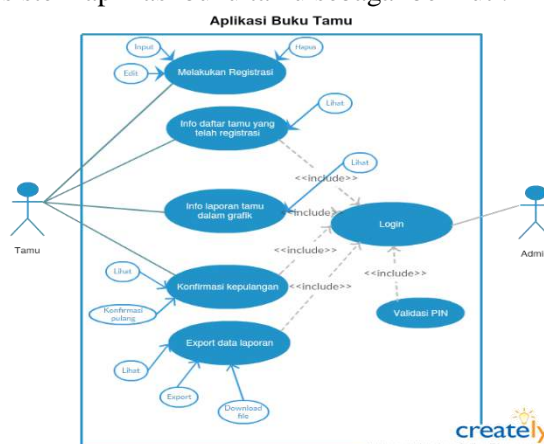 Aplikasi Buku Tamu
Input
Hapus
Edit
Melakukan Registrasi
Info daftar tamu yang
telah registrasi
Lihat
<<include>>
Lihat
Info laporan tamu
dalam grafik
<<include>>
Login
Tamu
Admi
<<include>>
Lihat
Konfirmasi kepulangan
<<include>>
<<include>>
Konfirmasi
pulang
Validasi PIN
Export data laporan
Lihat
Export
Download
file
creately